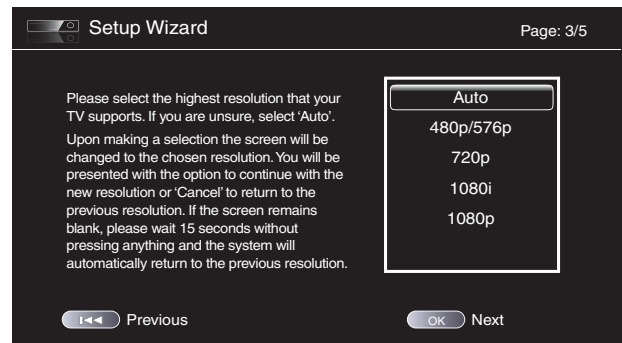 Setup Wizard
Page: 3/5
Please select the highest resolution that your
TV supports. If you are unsure, select ‘Auto’.
Upon making a selection the screen will be
changed to the chosen resolution. You will be
presented with the option to continue with the
new resolution or ‘Cancel’ to return to the
previous resolution. If the screen remains
blank, please wait 15 seconds without
pressing anything and the system will
automatically return to the previous resolution.
Auto
480p/576p
720p
1080i
1080p
Previous
OK Next